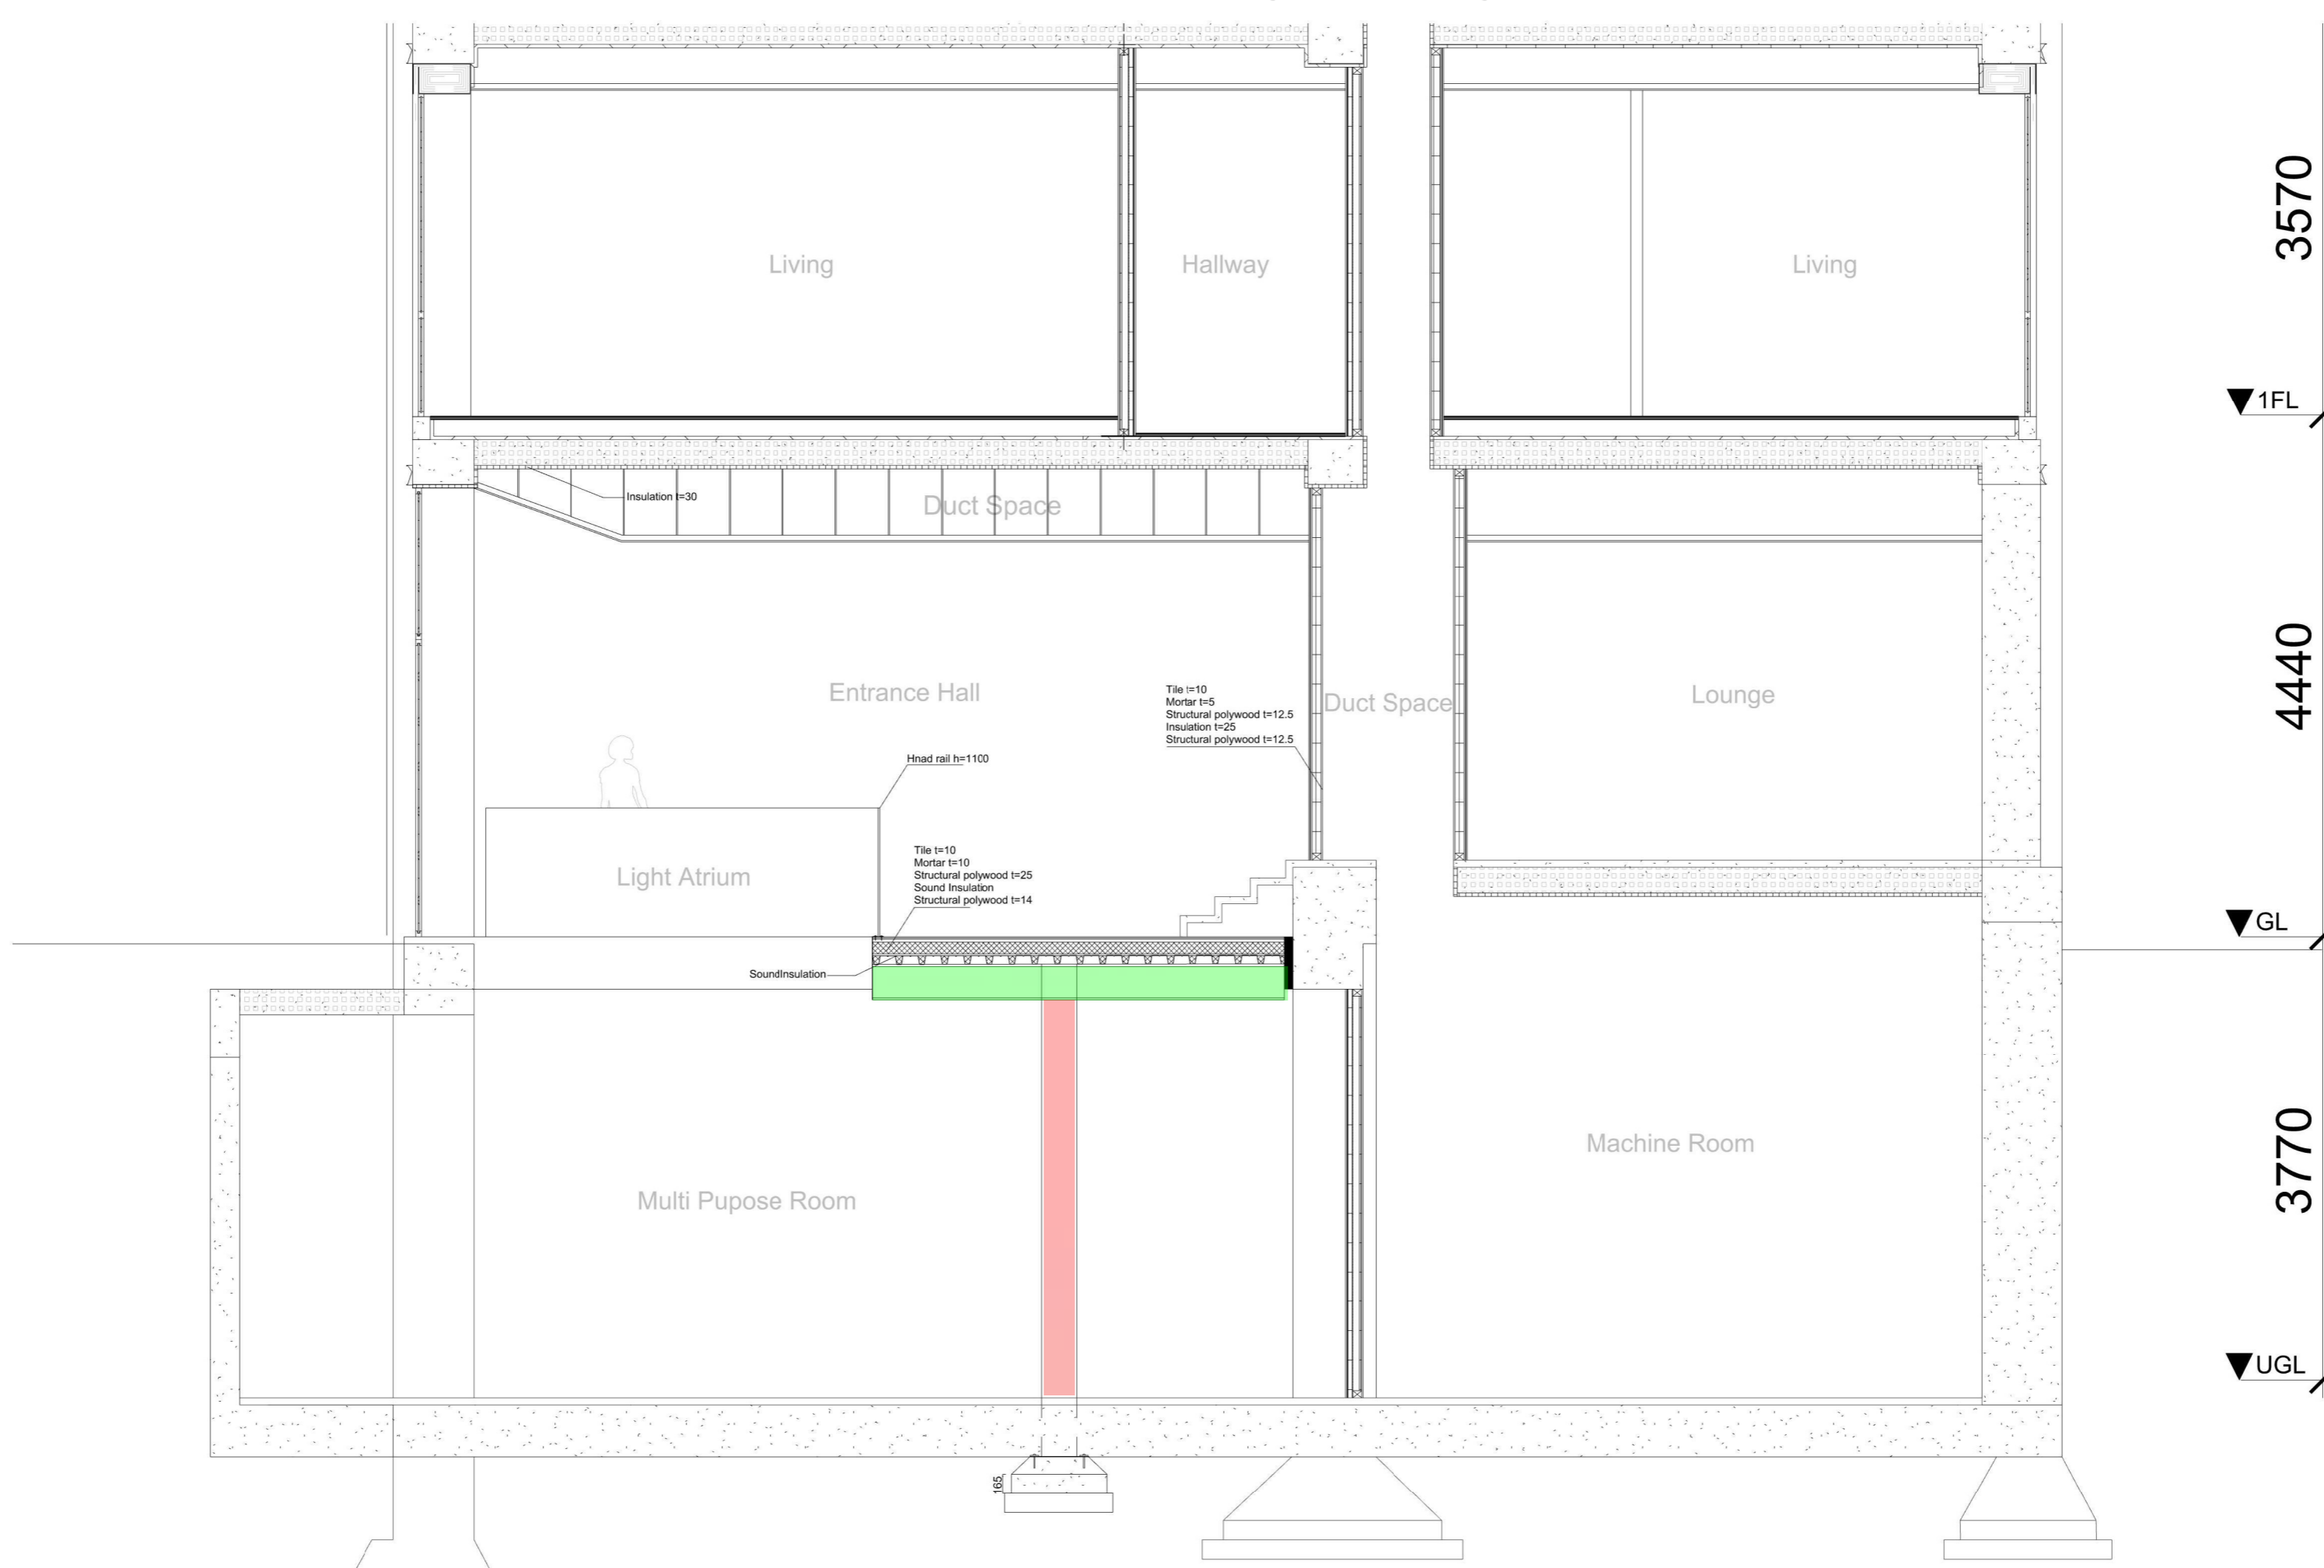 Living
Hallway
Living
3570
1FL
Insulation t=30
Duct Space
Entrance Hall
Tile t=10
Mortar t=5
Structural polywood t=12.5
Insulation t=25
Structural polywood t=12.5
Duct Space
Lounge
4440
Hnad rail h=1100
Light Atrium
Tile t=10
Mortar t=10
Structural polywood t=25
Sound Insulation
Structural polywood t=14
GL
SoundInsulation
Multi Pupose Room
Machine Room
3770
UGL
165